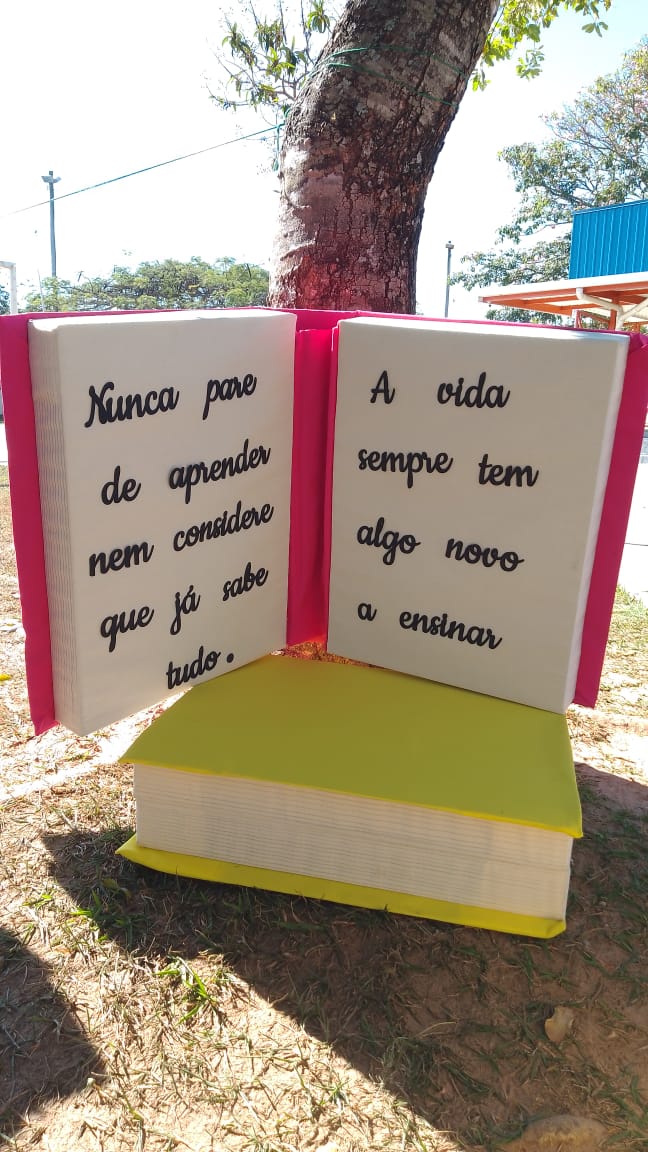 Nunca pare
de aprender
nem considere
que já sabe
tudo.
A vida
sempre tem
algo novo
a ensinar